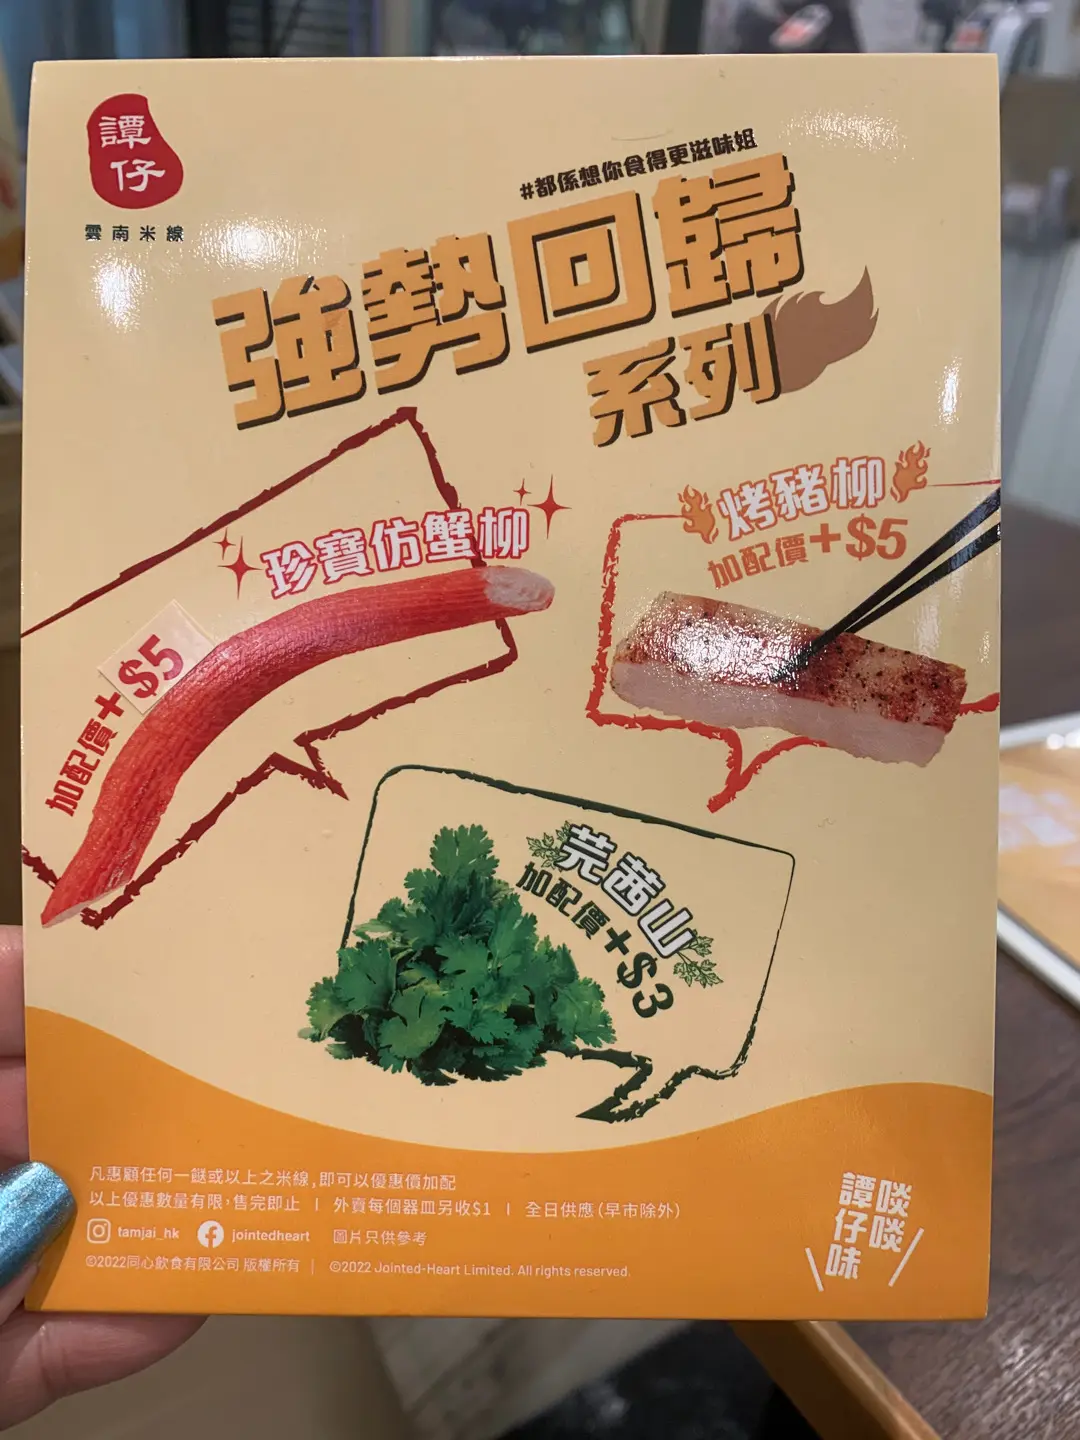 譚仔
雲南米線
#都係想你食得更滋味姐
強勢回歸
系列
珍寶仿蟹柳
加配價+$5
烤豬柳
加配價+$5
芫茜山
加配價+$3
凡惠顧任何一餸或以上之米線,即可以優惠價加配
以上優惠數量有限,售完即止 | 外賣每個器皿另收$1 | 全日供應(早市除外)
tamjai_hk jointedheart 圖片只供參考
©2022同心飲食有限公司 版權所有 | ©2022 Jointed-Heart Limited. All rights reserved.
啖啖
譚仔味